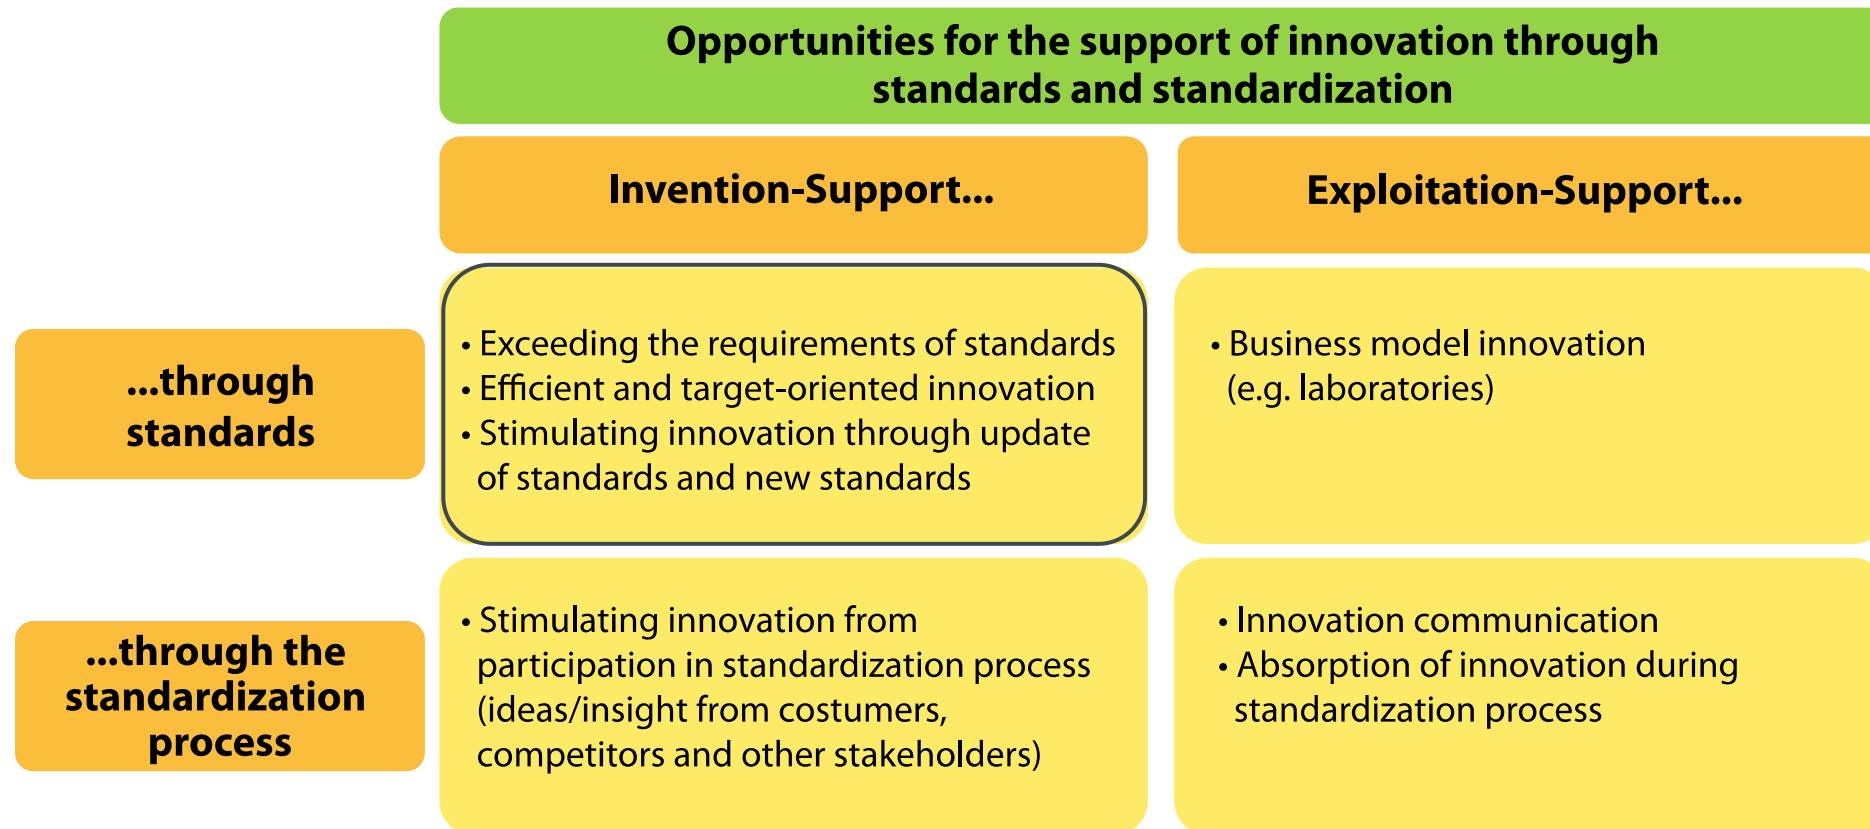 Opportunities for the support of innovation through
standards and standardization
Invention-Support...
Exploitation-Support...
...through
standards
• Exceeding the requirements of standards
• Efficient and target-oriented innovation
• Stimulating innovation through update
of standards and new standards
• Business model innovation
(e.g. laboratories)
...through the
standardization
process
• Stimulating innovation from
participation in standardization process
(ideas/insight from costumers,
competitors and other stakeholders)
• Innovation communication
• Absorption of innovation during
standardization process